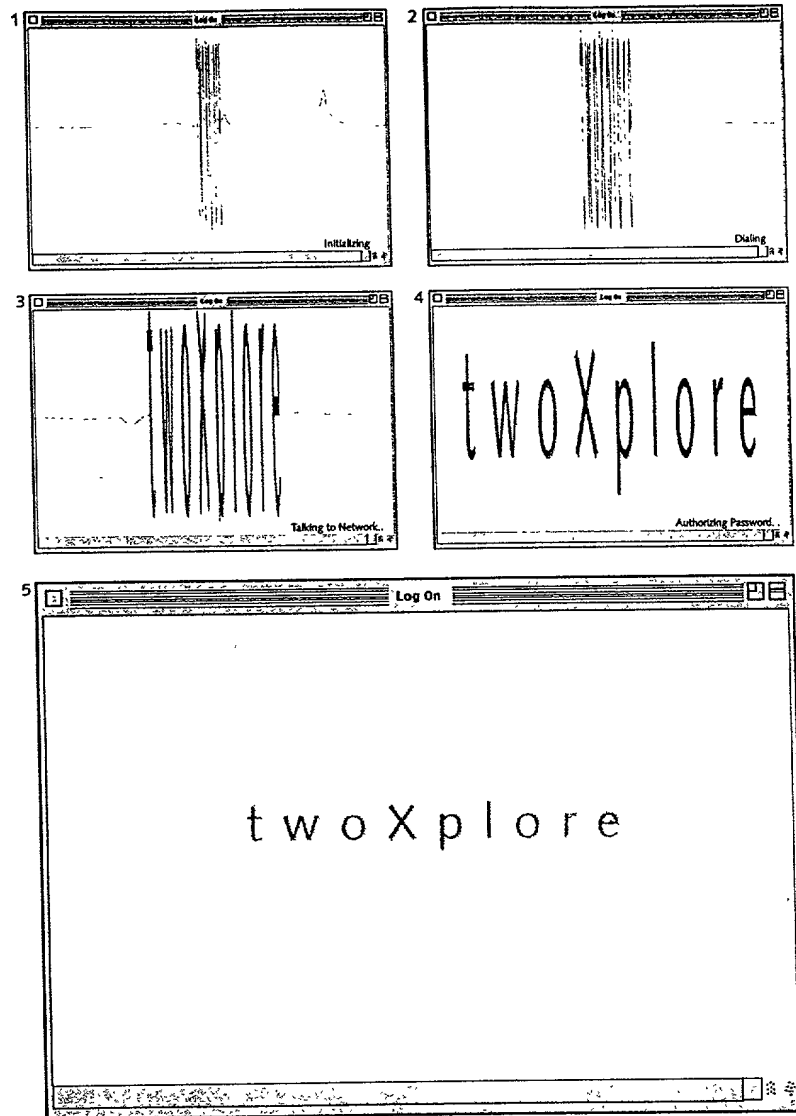 1
Log On
Initializing
2
Log On
Dialing
3
Log On
twoXplore
Talking to Network..
4
Log On
twoXplore
Authorizing Password. .
5
Log On
twoXplore